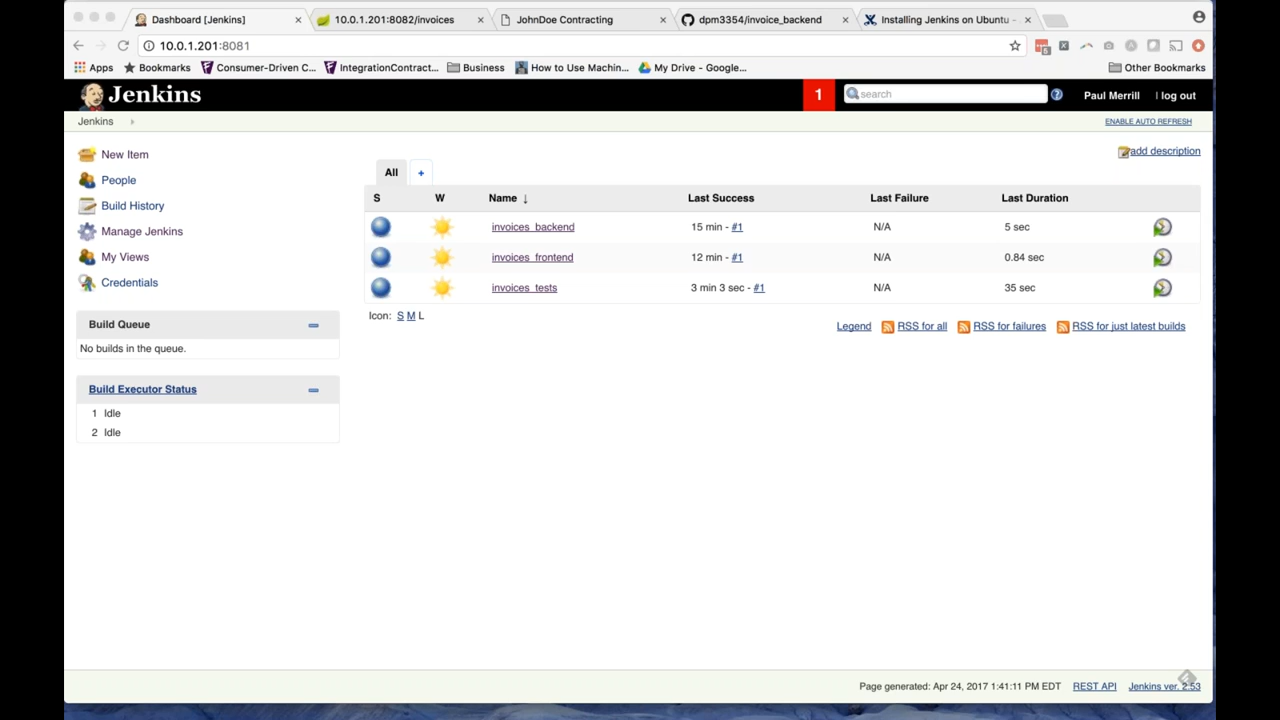 Dashboard [Jenkins]
10.0.1.201:8082/invoices
JohnDoe Contracting
dpm3354/invoice_backend
Installing Jenkins on Ubuntu -
10.0.1.201:8081
Apps
Bookmarks
Consumer-Driven C...
IntegrationContract...
Business
How to Use Machin...
My Drive - Google...
Other Bookmarks
Jenkins
1
search
Paul Merrill
| log out
Jenkins
ENABLE AUTO REFRESH
New Item
People
Build History
Manage Jenkins
My Views
Credentials
Build Queue
No builds in the queue.
Build Executor Status
1 Idle
2 Idle
add description
All
+
S W Name ↓ Last Success Last Failure Last Duration
invoices_backend 15 min - #1 N/A 5 sec
invoices_frontend 12 min - #1 N/A 0.84 sec
invoices_tests 3 min 3 sec - #1 N/A 35 sec
Icon: S M L
Legend RSS for all RSS for failures RSS for just latest builds
Page generated: Apr 24, 2017 1:41:11 PM EDT REST API Jenkins ver. 2.53